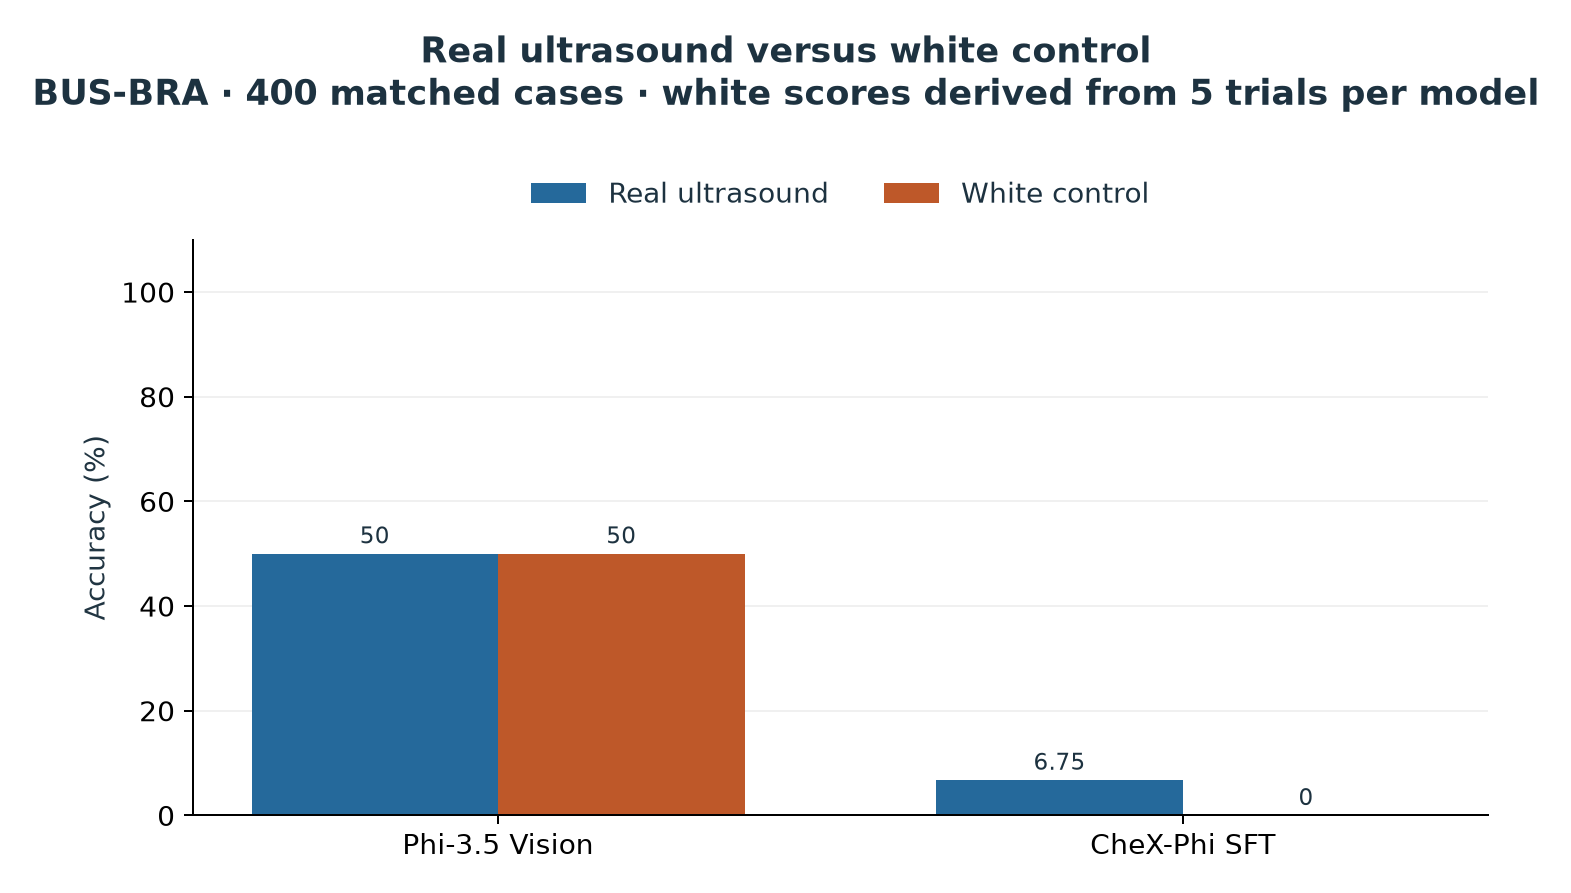 Real ultrasound versus white control
BUS-BRA · 400 matched cases · white scores derived from 5 trials per model
Real ultrasound
White control
Accuracy (%)
100
80
60
40
20
0
50
50
6.75
0
Phi-3.5 Vision
CheX-Phi SFT